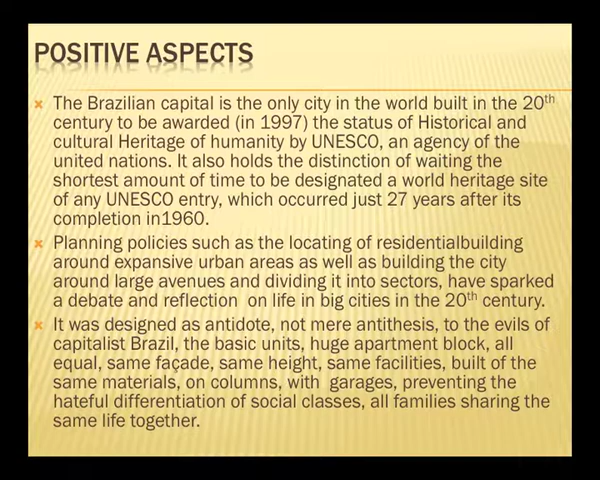 POSITIVE ASPECTS
The Brazilian capital is the only city in the world built in the 20th
century to be awarded (in 1997) the status of Historical and
cultural Heritage of humanity by UNESCO, an agency of the
united nations. It also holds the distinction of waiting the
shortest amount of time to be designated a world heritage site
of any UNESCO entry, which occurred just 27 years after its
completion in1960.
Planning policies such as the locating of residentialbuilding
around expansive urban areas as well as building the city
around large avenues and dividing it into sectors, have sparked
a debate and reflection on life in big cities in the 20th century.
It was designed as antidote, not mere antithesis, to the evils of
capitalist Brazil, the basic units, huge apartment block, all
equal, same façade, same height, same facilities, built of the
same materials, on columns, with garages, preventing the
hateful differentiation of social classes, all families sharing the
same life together.